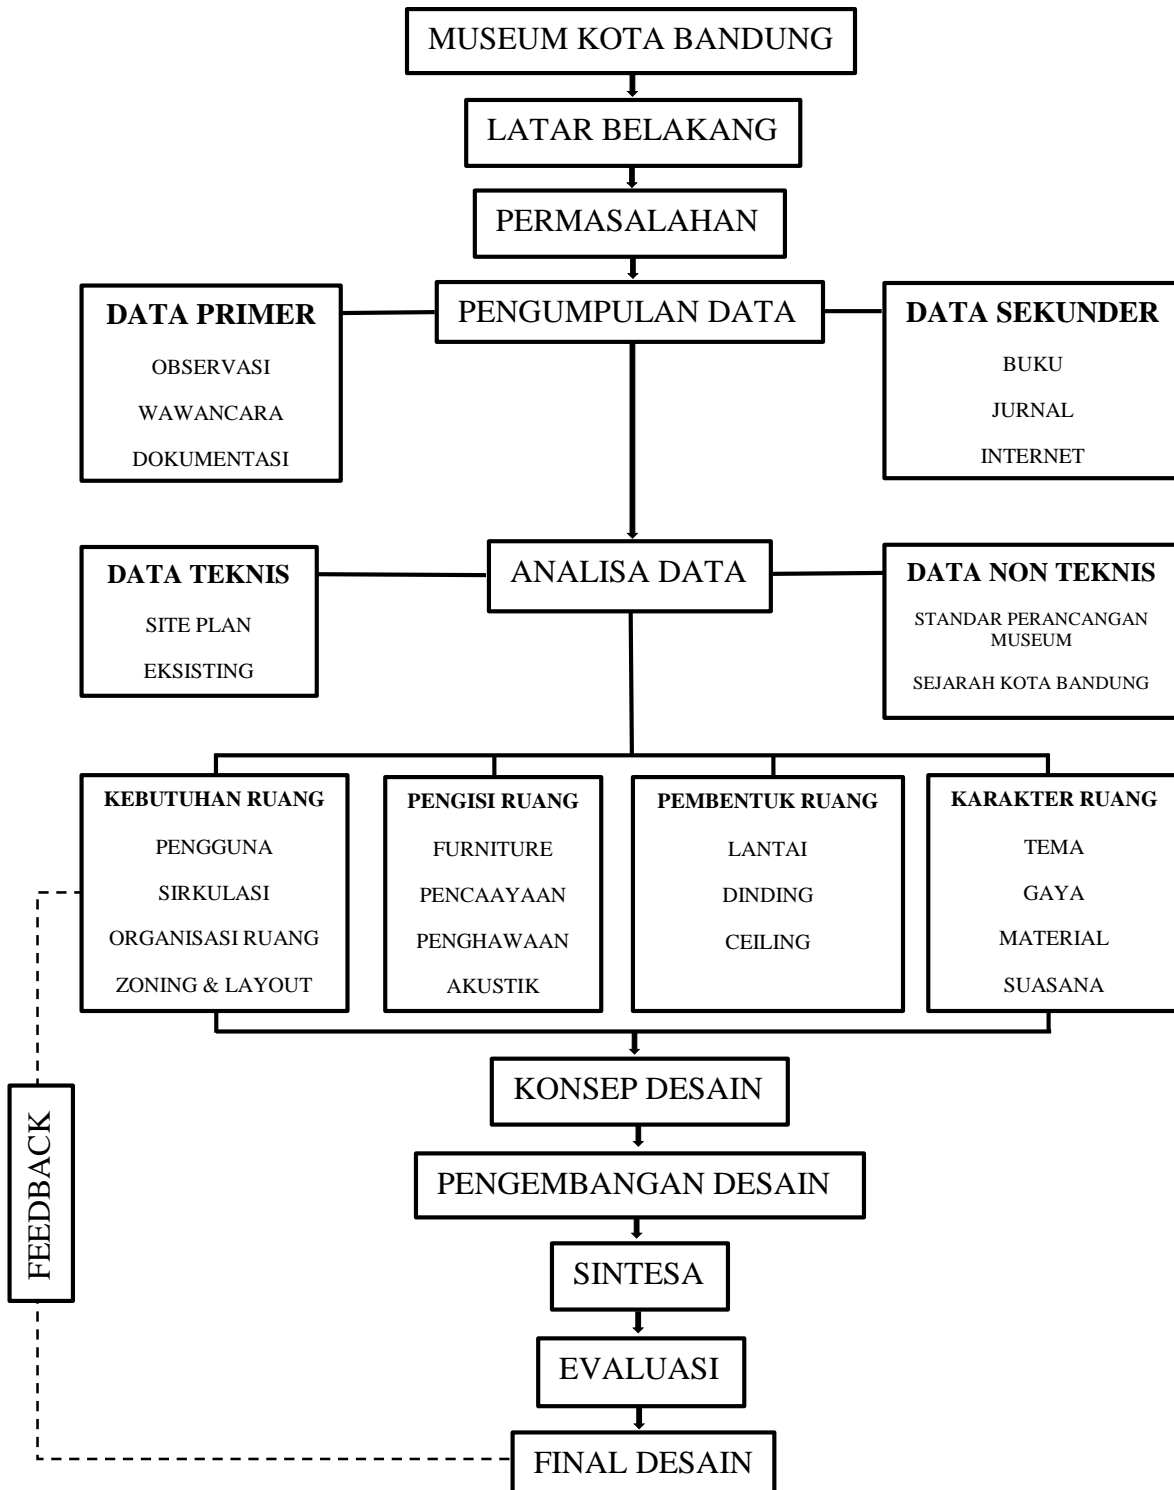 MUSEUM KOTA BANDUNG
LATAR BELAKANG
PERMASALAHAN
PENGUMPULAN DATA
DATA PRIMER
OBSERVASI
WAWANCARA
DOKUMENTASI
DATA SEKUNDER
BUKU
JURNAL
INTERNET
ANALISA DATA
DATA TEKNIS
SITE PLAN
EKSISTING
DATA NON TEKNIS
STANDAR PERANCANGAN
MUSEUM
SEJARAH KOTA BANDUNG
KEBUTUHAN RUANG
PENGGUNA
SIRKULASI
ORGANISASI RUANG
ZONING & LAYOUT
PENGISI RUANG
FURNITURE
PENCAAYAAN
PENGHAWAAN
AKUSTIK
PEMBENTUK RUANG
LANTAI
DINDING
CEILING
KARAKTER RUANG
TEMA
GAYA
MATERIAL
SUASANA
KONSEP DESAIN
PENGEMBANGAN DESAIN
SINTESA
EVALUASI
FINAL DESAIN
FEEDBACK